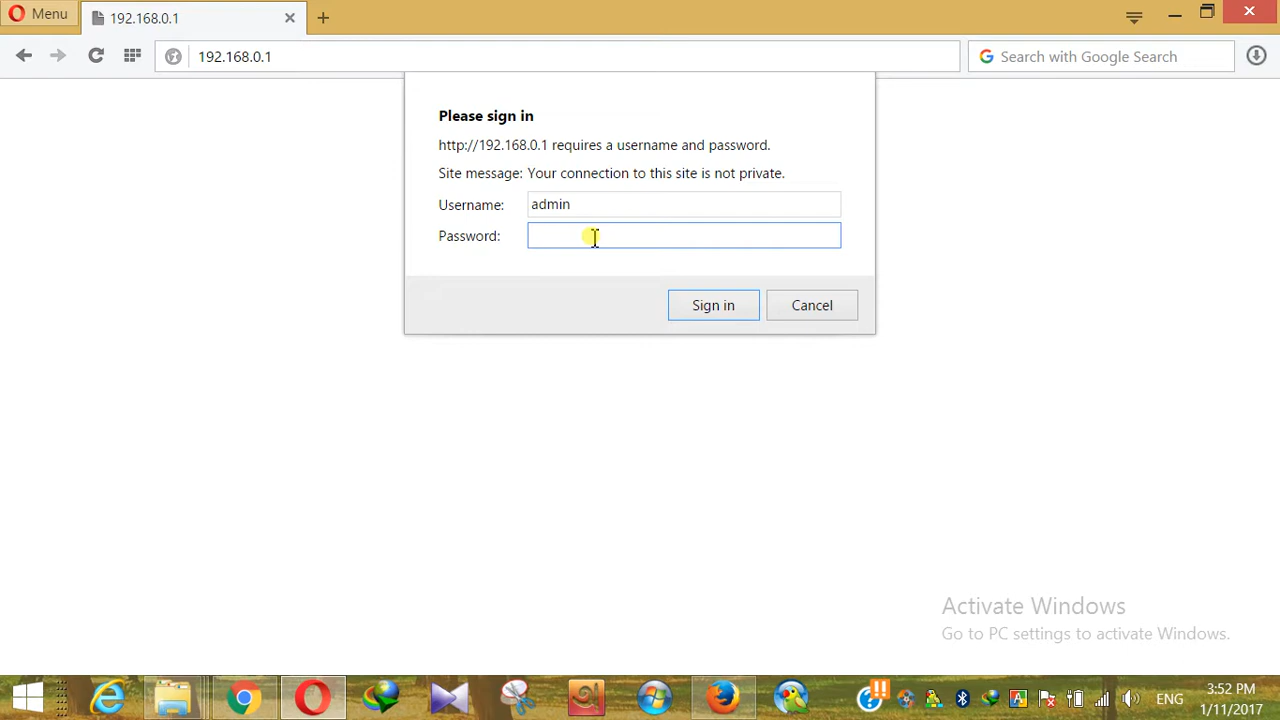 Menu
192.168.0.1
192.168.0.1
Search with Google Search
Please sign in
http://192.168.0.1 requires a username and password.
Site message: Your connection to this site is not private.
Username: admin
Password:
Sign in Cancel
Activate Windows
Go to PC settings to activate Windows.
ENG
3:52 PM
1/11/2017